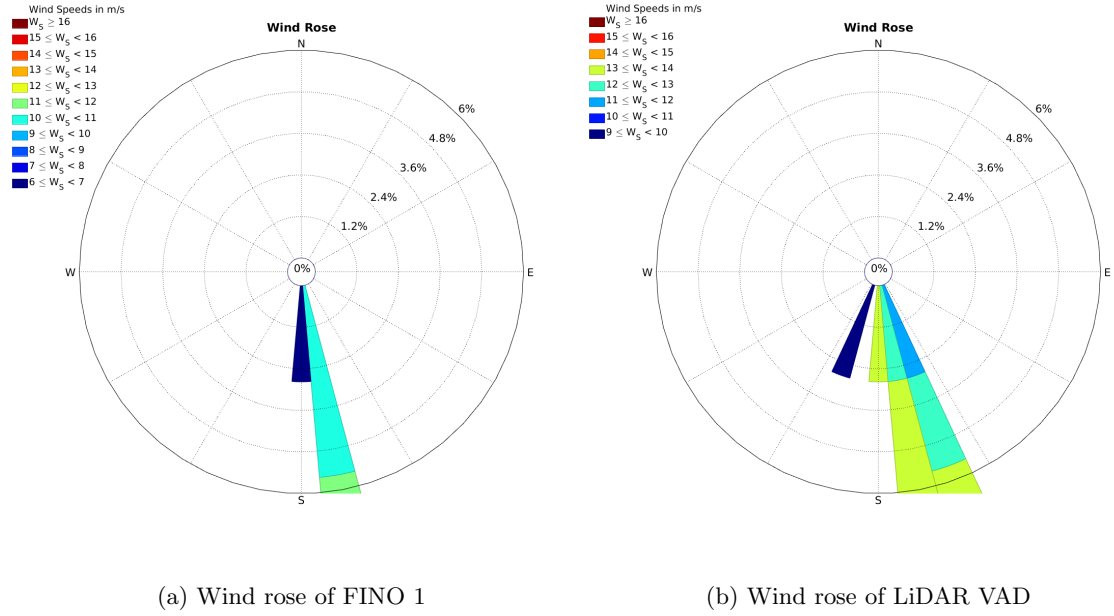 Wind Speeds in m/s
W_S ≥ 16
15 ≤ W_S < 16
14 ≤ W_S < 15
13 ≤ W_S < 14
12 ≤ W_S < 13
11 ≤ W_S < 12
10 ≤ W_S < 11
9 ≤ W_S < 10
8 ≤ W_S < 9
7 ≤ W_S < 8
6 ≤ W_S < 7
Wind Rose
N
6%
4.8%
3.6%
2.4%
1.2%
0%
W
E
S
(a) Wind rose of FINO 1
Wind Speeds in m/s
W_S ≥ 16
15 ≤ W_S < 16
14 ≤ W_S < 15
13 ≤ W_S < 14
12 ≤ W_S < 13
11 ≤ W_S < 12
10 ≤ W_S < 11
9 ≤ W_S < 10
Wind Rose
N
6%
4.8%
3.6%
2.4%
1.2%
0%
W
E
S
(b) Wind rose of LiDAR VAD